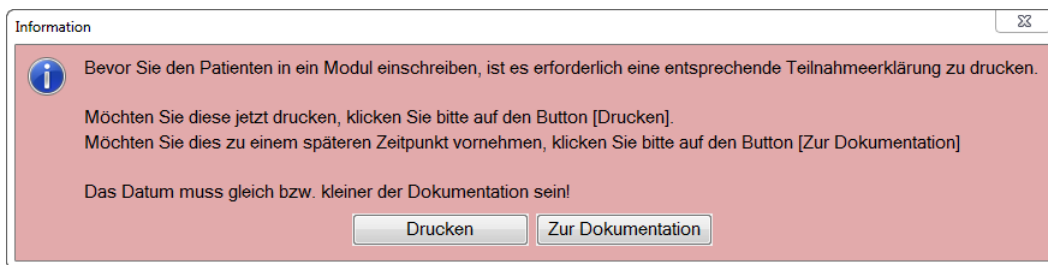 Information
Bevor Sie den Patienten in ein Modul einschreiben, ist es erforderlich eine entsprechende Teilnahmeerklärung zu drucken.
Möchten Sie diese jetzt drucken, klicken Sie bitte auf den Button [Drucken].
Möchten Sie dies zu einem späteren Zeitpunkt vornehmen, klicken Sie bitte auf den Button [Zur Dokumentation]
Das Datum muss gleich bzw. kleiner der Dokumentation sein!
Drucken Zur Dokumentation